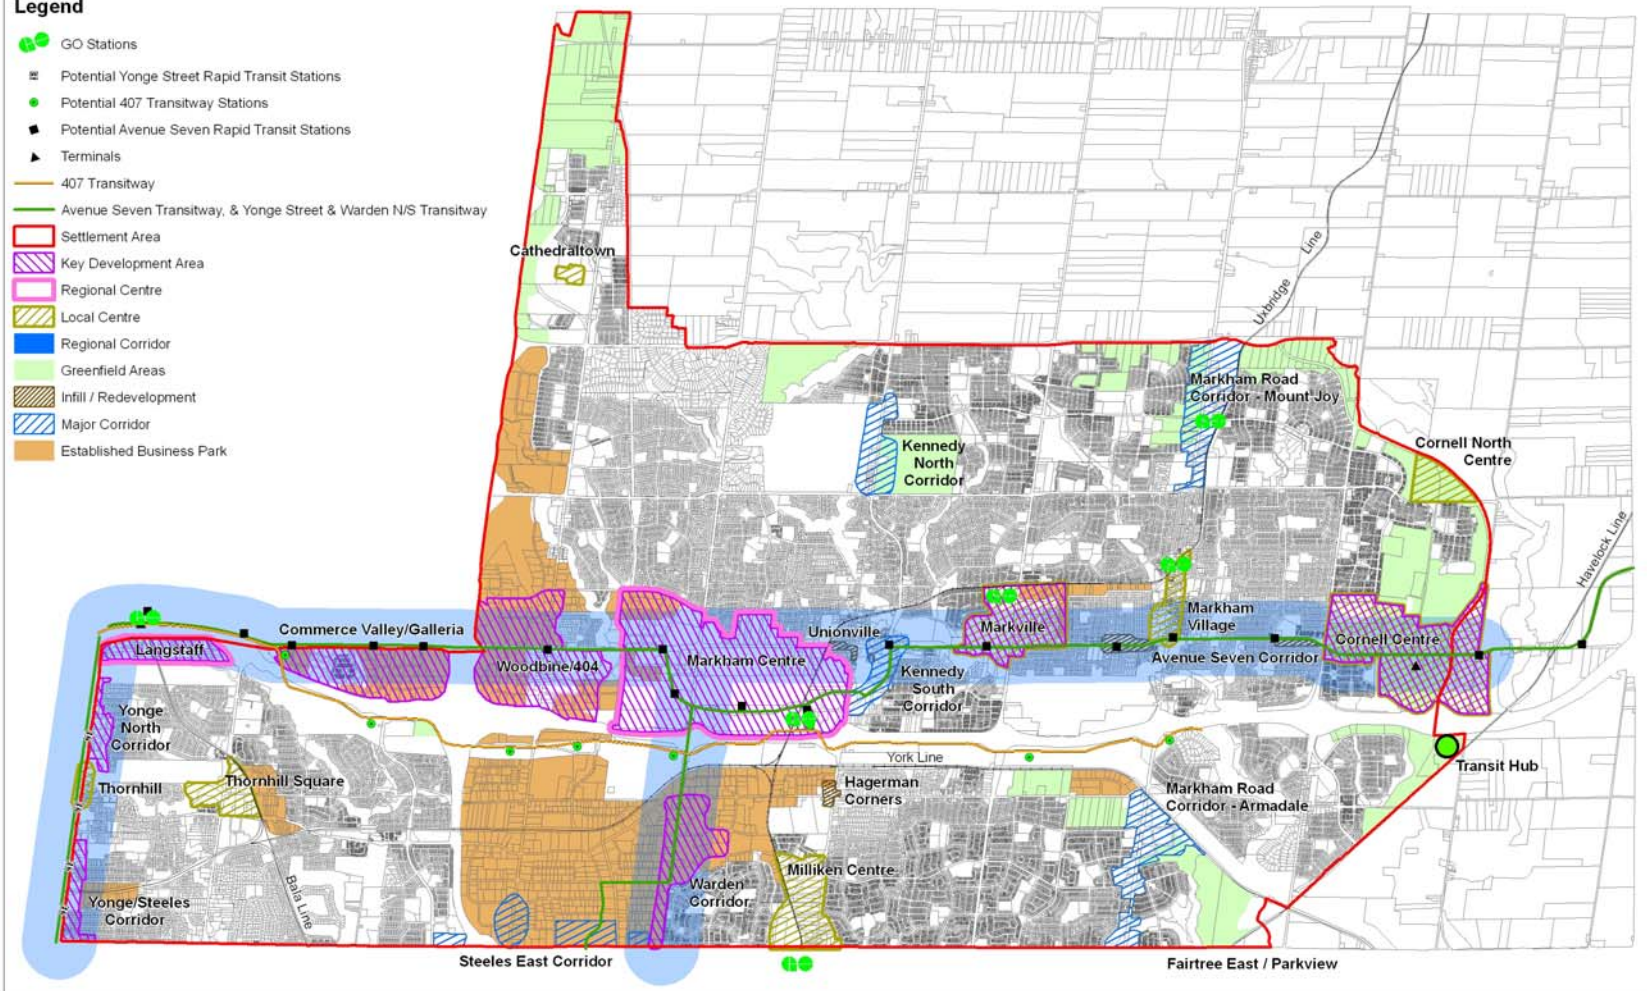 Legend
GO Stations
Potential Yonge Street Rapid Transit Stations
Potential 407 Transitway Stations
Potential Avenue Seven Rapid Transit Stations
Terminals
407 Transitway
Avenue Seven Transitway, & Yonge Street & Warden N/S Transitway
Settlement Area
Key Development Area
Regional Centre
Local Centre
Regional Corridor
Greenfield Areas
Infill / Redevelopment
Major Corridor
Established Business Park
Cathedraltown
Uxbridge Line
Markham Road
Corridor - Mount Joy
Kennedy
North
Corridor
Cornell North
Centre
Havelock Line
Commerce Valley/Galleria
Langstaff
Woodbine/404
Markham Centre
Unionville
Markville
Markham
Village
Cornell Centre
Avenue Seven Corridor
Kennedy
South
Corridor
Yonge
North
Corridor
York Line
Transit Hub
Thornhill
Thornhill Square
Hagerman
Corners
Markham Road
Corridor - Armadale
Milliken Centre
Warden
Corridor
Bala Line
Yonge/Steeles
Corridor
Steeles East Corridor
Fairtree East / Parkview